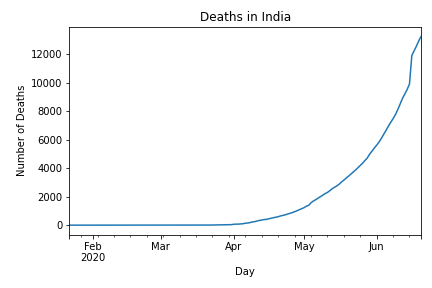 Deaths in India
12000
10000
8000
6000
4000
2000
0
Number of Deaths
Feb
2020
Mar
Apr
May
Jun
Day